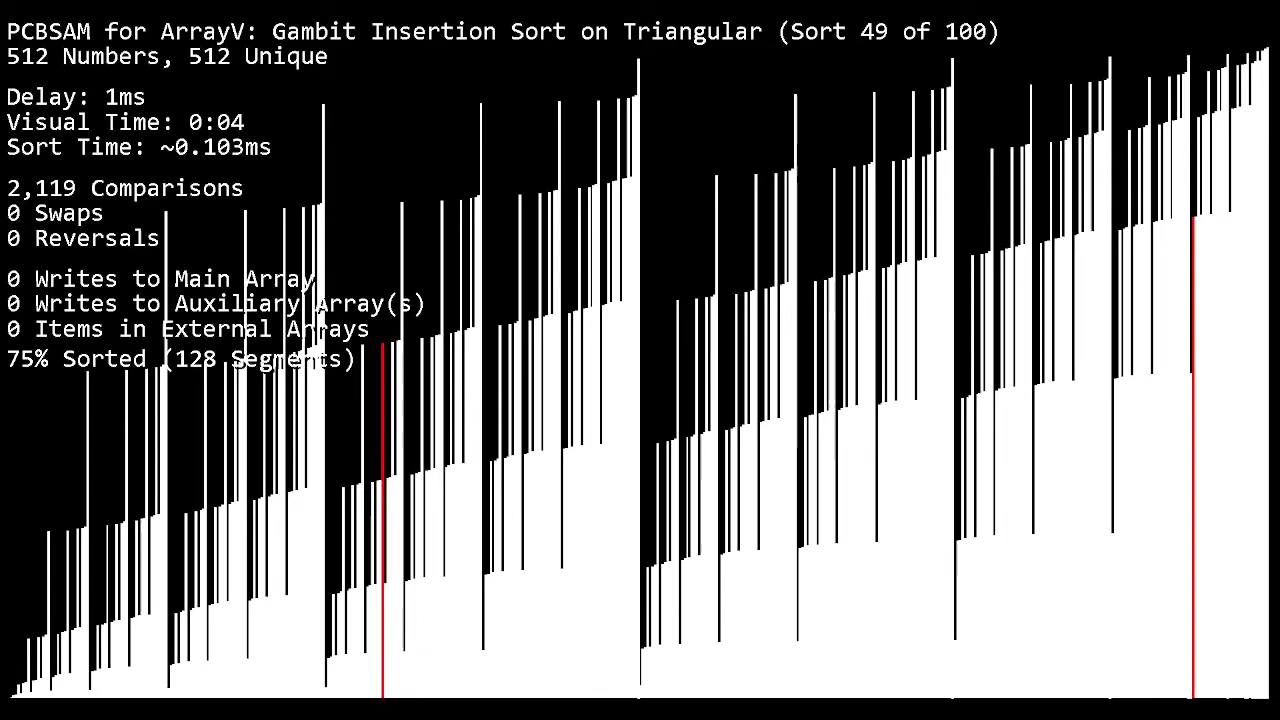 PCBSAM for ArrayV: Gambit Insertion Sort on Triangular (Sort 49 of 100)
512 Numbers, 512 Unique
Delay: 1ms
Visual Time: 0:04
Sort Time: ~0.103ms
2,119 Comparisons
0 Swaps
0 Reversals
0 Writes to Main Array
0 Writes to Auxiliary Array(s)
0 Items in External Arrays
75% Sorted (128 Segments)